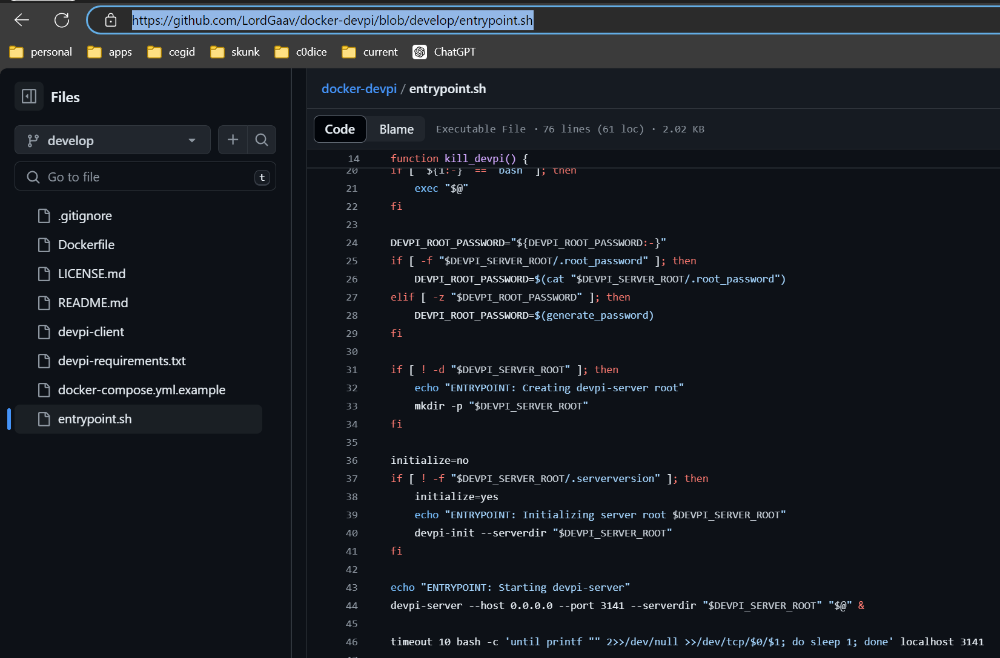 https://github.com/LordGaav/docker-devpi/blob/develop/entrypoint.sh
personal apps cegid skunk c0dice current ChatGPT
Files
develop
Go to file t
.gitignore
Dockerfile
LICENSE.md
README.md
devpi-client
devpi-requirements.txt
docker-compose.yml.example
entrypoint.sh
docker-devpi / entrypoint.sh
Code Blame Executable File · 76 lines (61 loc) · 2.02 KB
14 function kill_devpi() {
20 if [ "${1:-}" == "bash" ]; then
21 exec "$@"
22 fi
23
24 DEVPI_ROOT_PASSWORD="${DEVPI_ROOT_PASSWORD:-}"
25 if [ -f "$DEVPI_SERVER_ROOT/.root_password" ]; then
26 DEVPI_ROOT_PASSWORD=$(cat "$DEVPI_SERVER_ROOT/.root_password")
27 elif [ -z "$DEVPI_ROOT_PASSWORD" ]; then
28 DEVPI_ROOT_PASSWORD=$(generate_password)
29 fi
30
31 if [ ! -d "$DEVPI_SERVER_ROOT" ]; then
32 echo "ENTRYPOINT: Creating devpi-server root"
33 mkdir -p "$DEVPI_SERVER_ROOT"
34 fi
35
36 initialize=no
37 if [ ! -f "$DEVPI_SERVER_ROOT/.serverversion" ]; then
38 initialize=yes
39 echo "ENTRYPOINT: Initializing server root $DEVPI_SERVER_ROOT"
40 devpi-init --serverdir "$DEVPI_SERVER_ROOT"
41 fi
42
43 echo "ENTRYPOINT: Starting devpi-server"
44 devpi-server --host 0.0.0.0 --port 3141 --serverdir "$DEVPI_SERVER_ROOT" "$@" &
45
46 timeout 10 bash -c 'until printf "" 2>>/dev/null >>/dev/tcp/$0/$1; do sleep 1; done' localhost 3141